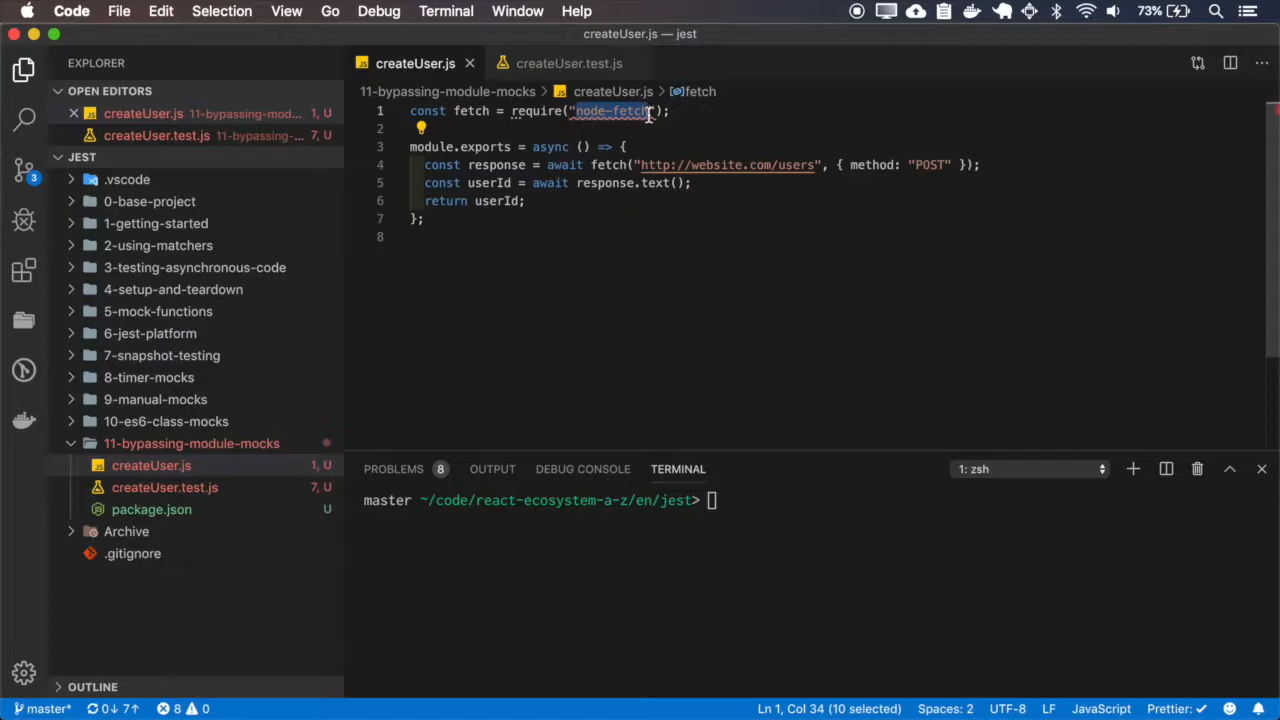 Code File Edit Selection View Go Debug Terminal Window Help 73%
createUser.js — jest
EXPLORER
OPEN EDITORS
createUser.js 11-bypassing-mod... 1, U
createUser.test.js 11-bypassing-... 7, U
JEST
.vscode
0-base-project
1-getting-started
2-using-matchers
3-testing-asynchronous-code
4-setup-and-teardown
5-mock-functions
6-jest-platform
7-snapshot-testing
8-timer-mocks
9-manual-mocks
10-es6-class-mocks
11-bypassing-module-mocks
createUser.js 1, U
createUser.test.js 7, U
package.json U
Archive
.gitignore
OUTLINE
createUser.js createUser.test.js
11-bypassing-module-mocks > createUser.js > fetch
1 const fetch = require("node-fetch");
2
3 module.exports = async () => {
4 const response = await fetch("http://website.com/users", { method: "POST" });
5 const userId = await response.text();
6 return userId;
7 };
8
PROBLEMS 8 OUTPUT DEBUG CONSOLE TERMINAL 1: zsh
master ~/code/react-ecosystem-a-z/en/jest>
3
master* 0↓ 7↑ 8 0 Ln 1, Col 34 (10 selected) Spaces: 2 UTF-8 LF JavaScript Prettier: ✓